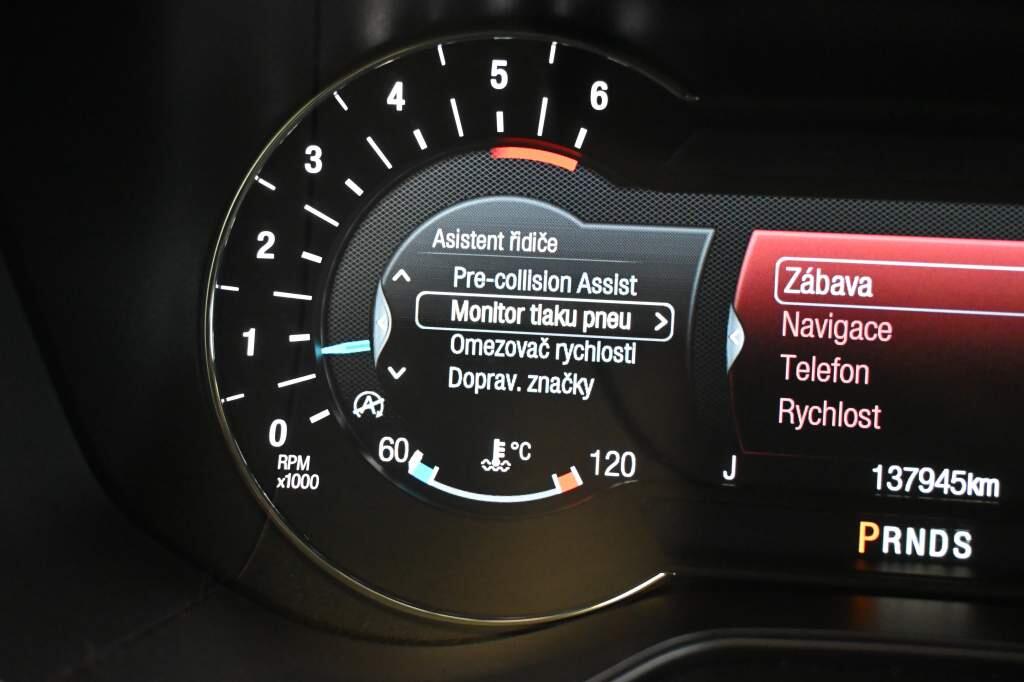 0
1
2
3
4
5
6
RPM
x1000
Asistent řidiče
Pre-collision Assist
Monitor tlaku pneu
Omezovač rychlosti
Doprav. značky
A
60
°C
120
Zábava
Navigace
Telefon
Rychlost
J
137945km
PRNDS